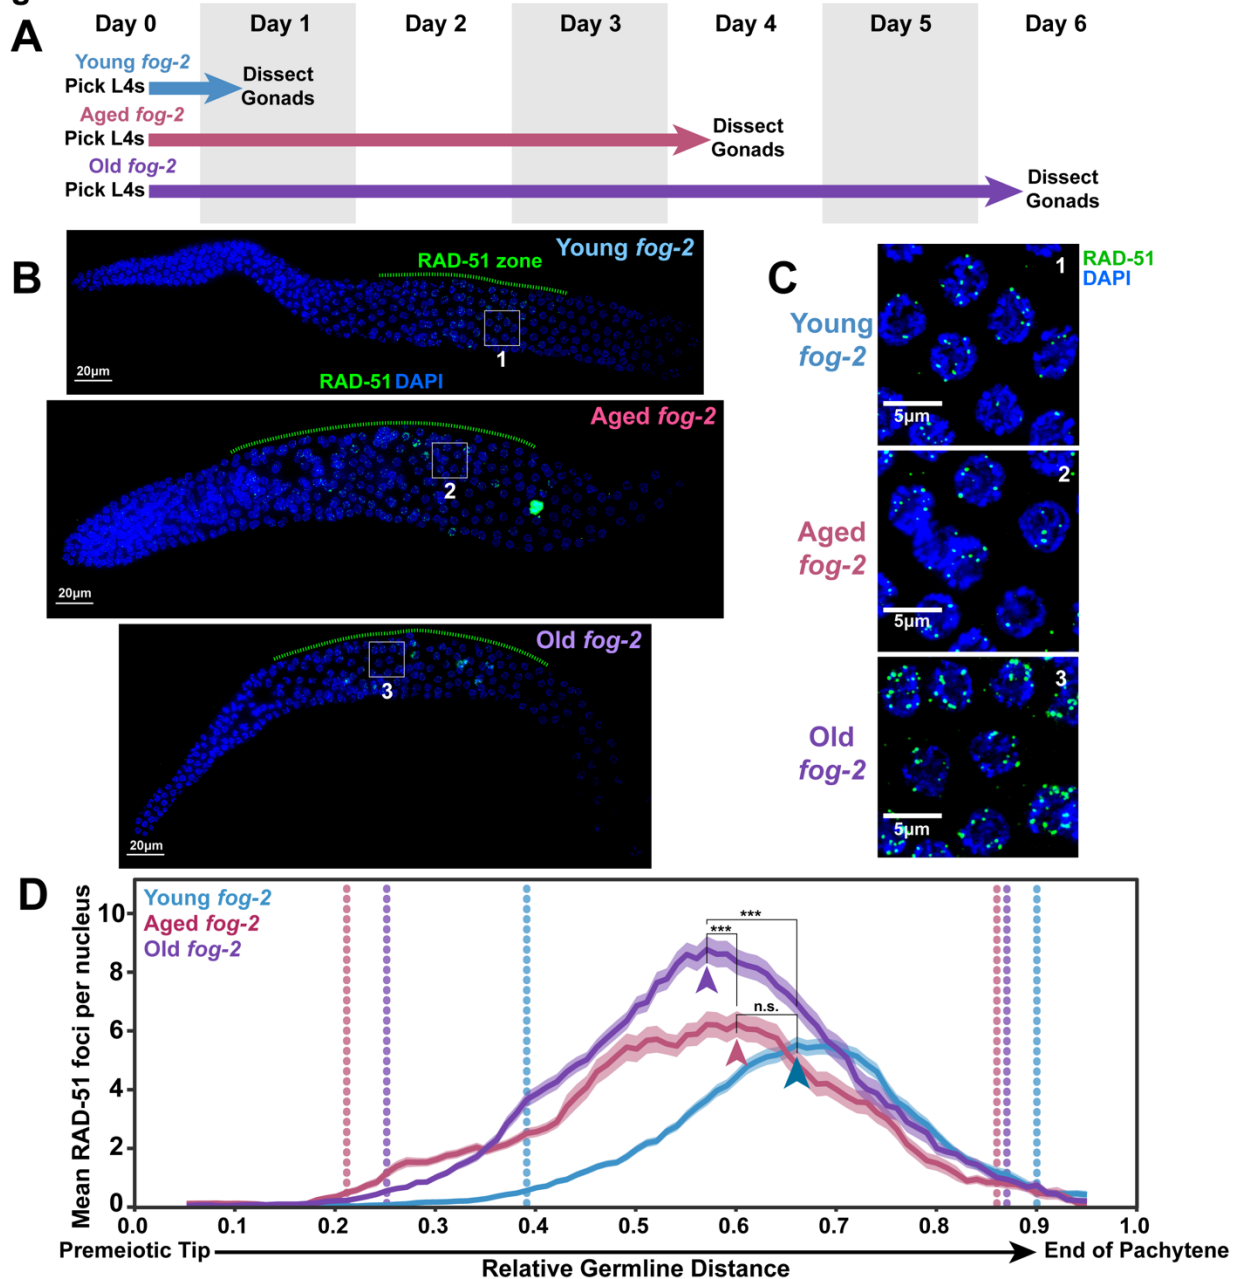 A
Day 0 Day 1 Day 2 Day 3 Day 4 Day 5 Day 6
Young fog-2
Pick L4s
Dissect
Gonads
Aged fog-2
Pick L4s
Dissect
Gonads
Old fog-2
Pick L4s
Dissect
Gonads
B
Young fog-2
RAD-51 zone
1
20µm
RAD-51 DAPI
Aged fog-2
2
20µm
Old fog-2
3
20µm
C
RAD-51
DAPI
Young
fog-2
1
5µm
Aged
fog-2
2
5µm
Old
fog-2
3
5µm
D
Young fog-2
Aged fog-2
Old fog-2
Mean RAD-51 foci per nucleus
10
8
6
4
2
0
***
***
n.s.
0.0 0.1 0.2 0.3 0.4 0.5 0.6 0.7 0.8 0.9 1.0
Premeiotic Tip
End of Pachytene
Relative Germline Distance